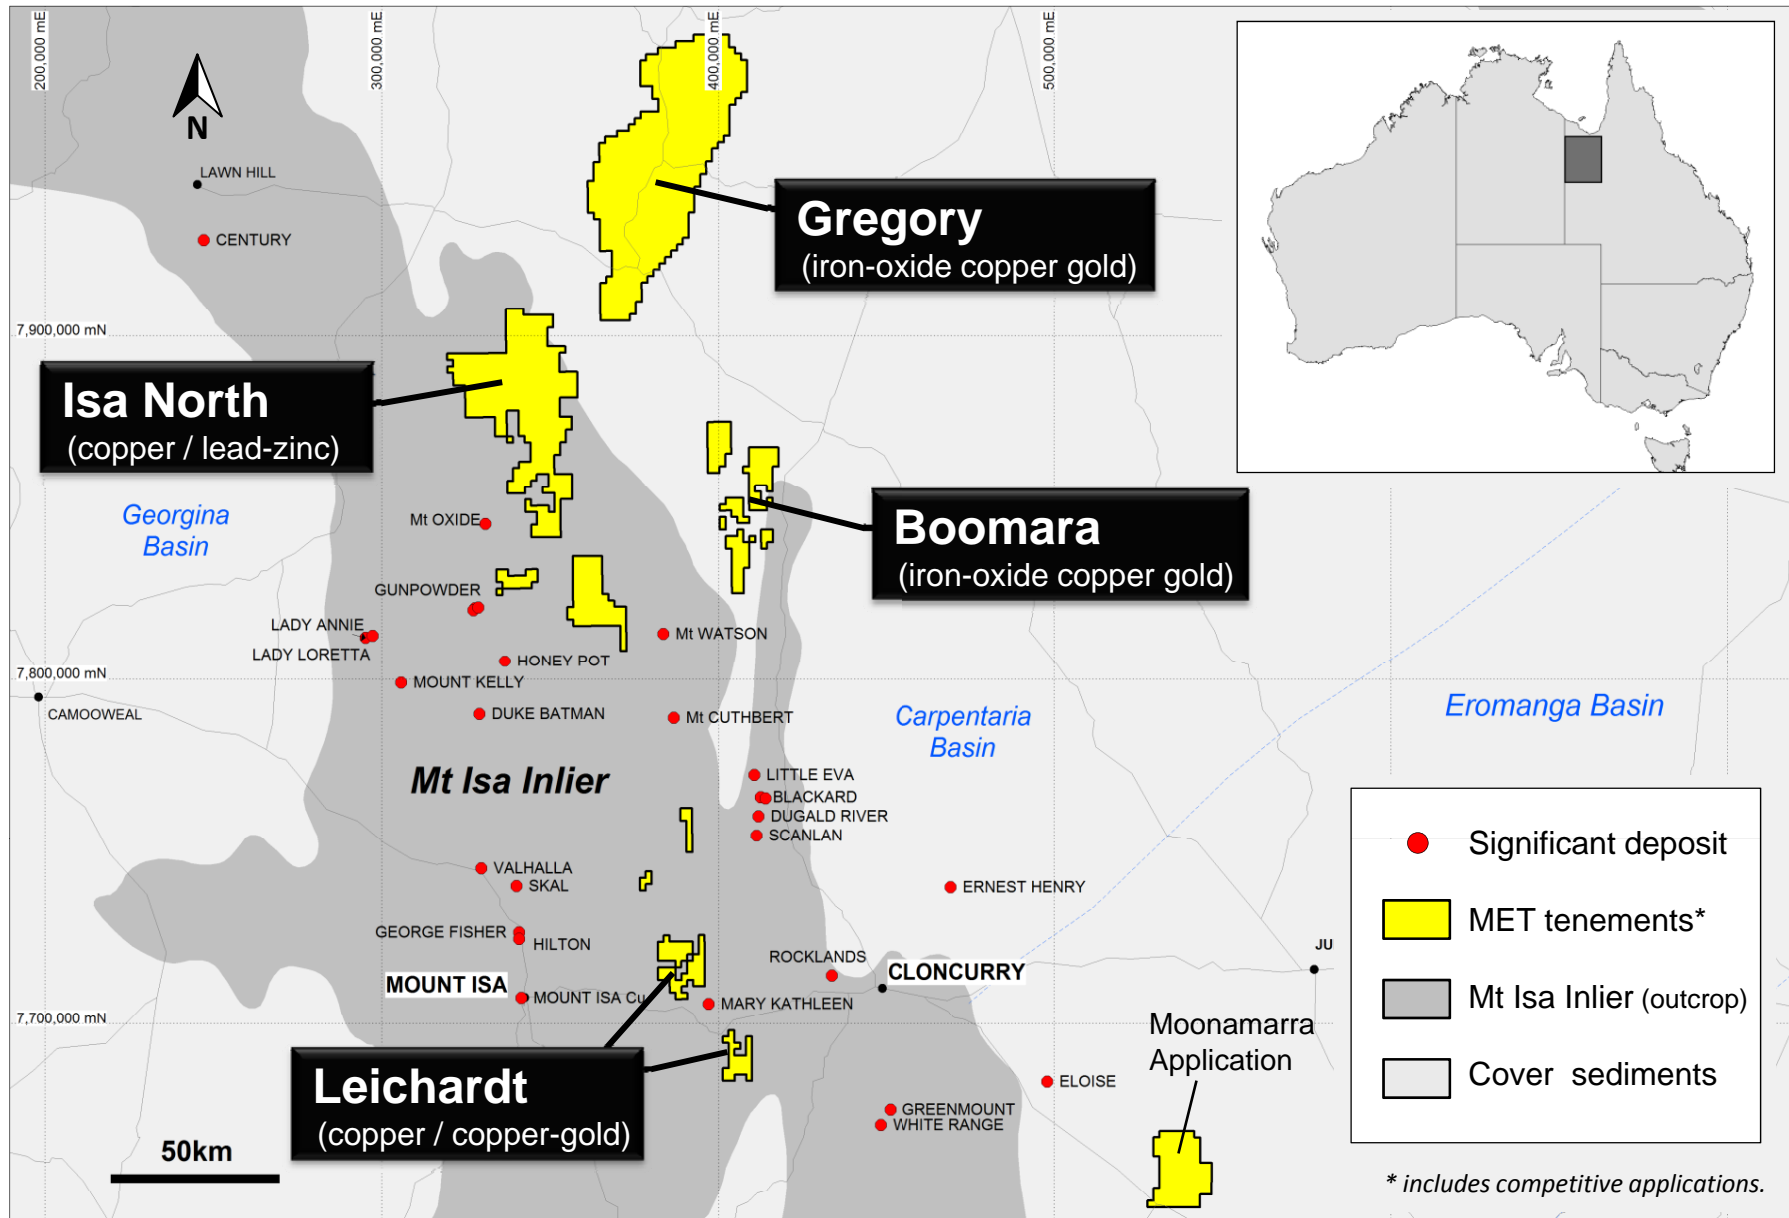 200,000 mE
300,000 mE
400,000 mE
500,000 mE
N
LAWN HILL
CENTURY
Gregory
(iron-oxide copper gold)
7,900,000 mN
Isa North
(copper / lead-zinc)
Georgina
Basin
Mt OXIDE
Boomara
(iron-oxide copper gold)
GUNPOWDER
LADY ANNIE
LADY LORETTA
Mt WATSON
HONEY POT
7,800,000 mN
MOUNT KELLY
CAMOOWEAL
DUKE BATMAN
Mt CUTHBERT
Carpentaria
Basin
Eromanga Basin
Mt Isa Inlier
LITTLE EVA
BLACKARD
DUGALD RIVER
SCANLAN
VALHALLA
SKAL
ERNEST HENRY
GEORGE FISHER
HILTON
ROCKLANDS
CLONCURRY
JU
MOUNT ISA
MOUNT ISA Cu
MARY KATHLEEN
7,700,000 mN
Moonamarra
Application
Leichardt
(copper / copper-gold)
ELOISE
GREENMOUNT
WHITE RANGE
50km
Significant deposit
MET tenements*
Mt Isa Inlier (outcrop)
Cover sediments
* includes competitive applications.